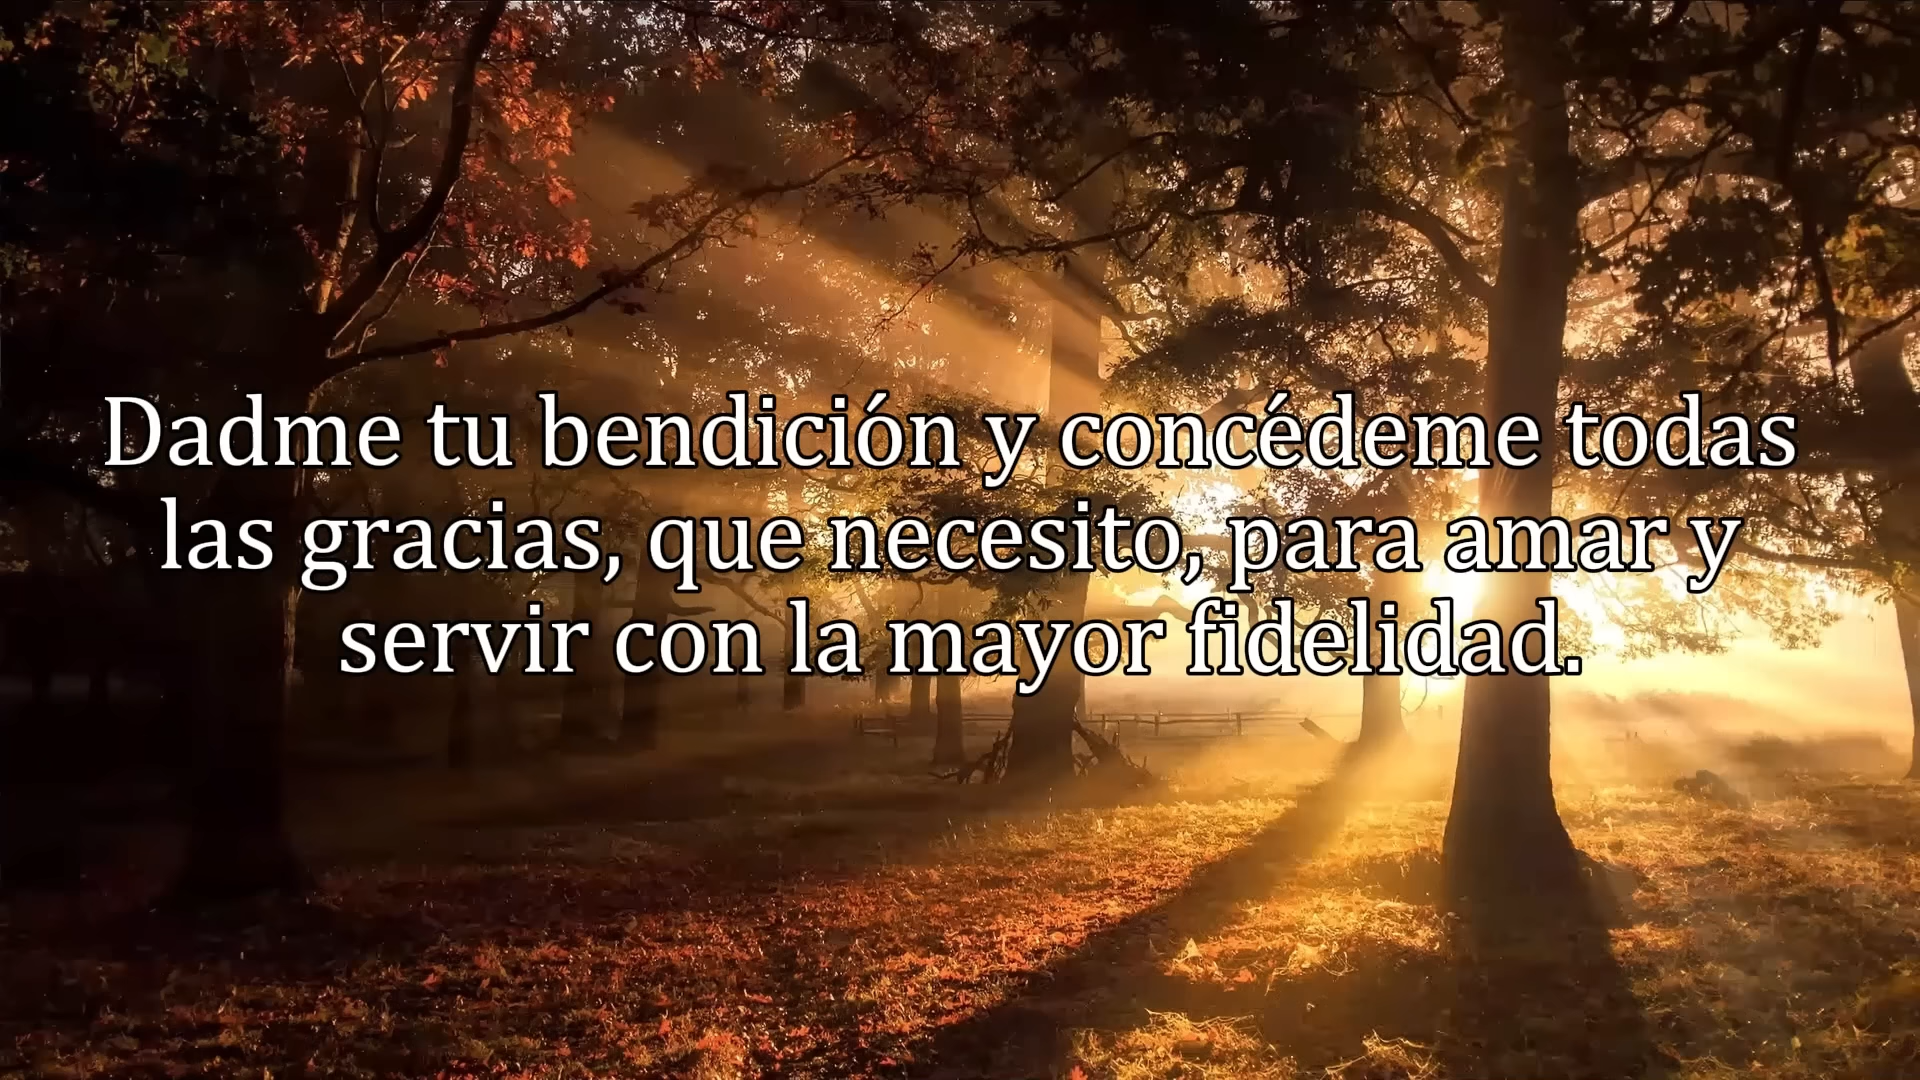 Dadme tu bendición y concédeme todas
las gracias, que necesito, para amar y
servir con la mayor fidelidad.